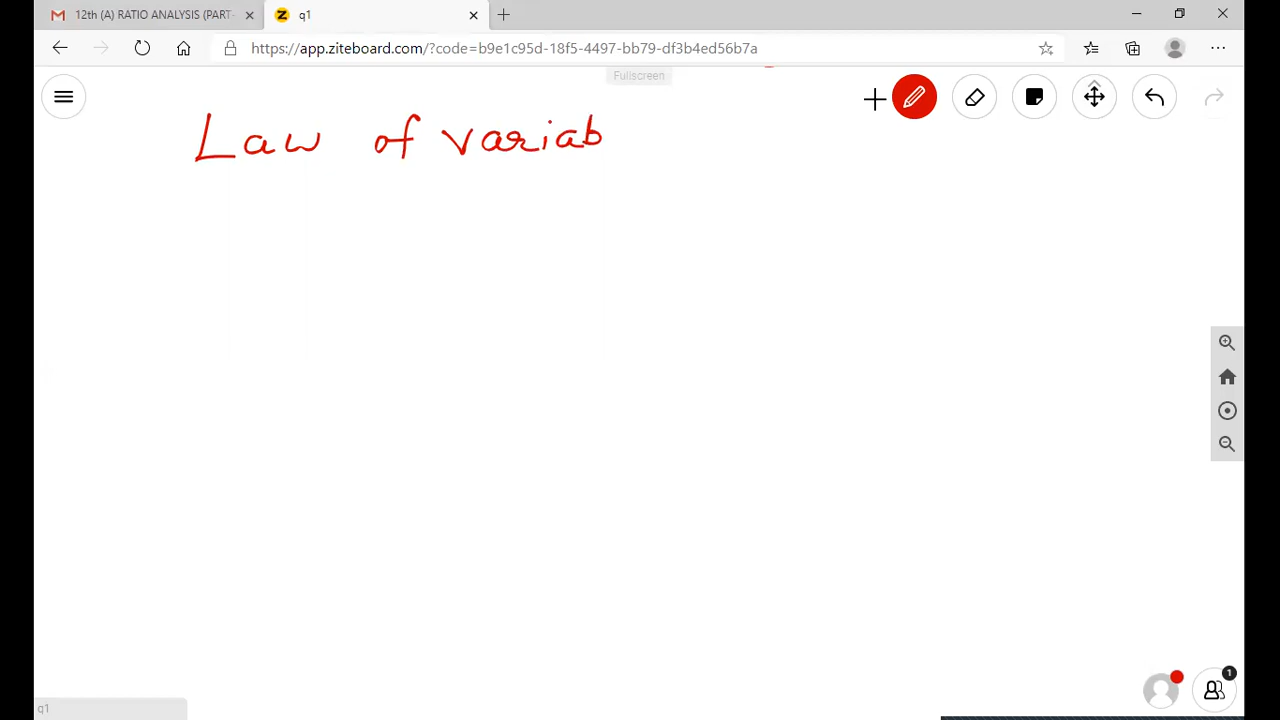 12th (A) RATIO ANALYSIS (PART-
q1
https://app.ziteboard.com/?code=b9e1c95d-18f5-4497-bb79-df3b4ed56b7a
Fullscreen
Law of variab
1
q1